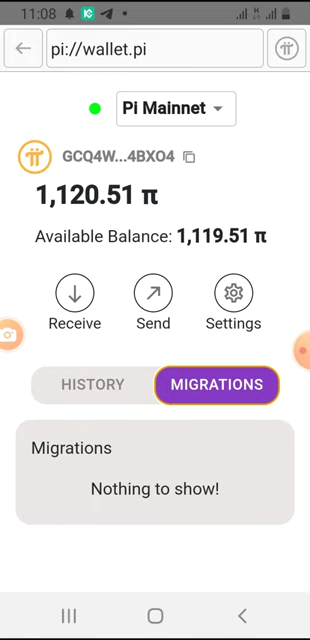 11:08
pi://wallet.pi
Pi Mainnet
GCQ4W...4BXO4
1,120.51 π
Available Balance: 1,119.51 π
Receive Send Settings
HISTORY MIGRATIONS
Migrations
Nothing to show!